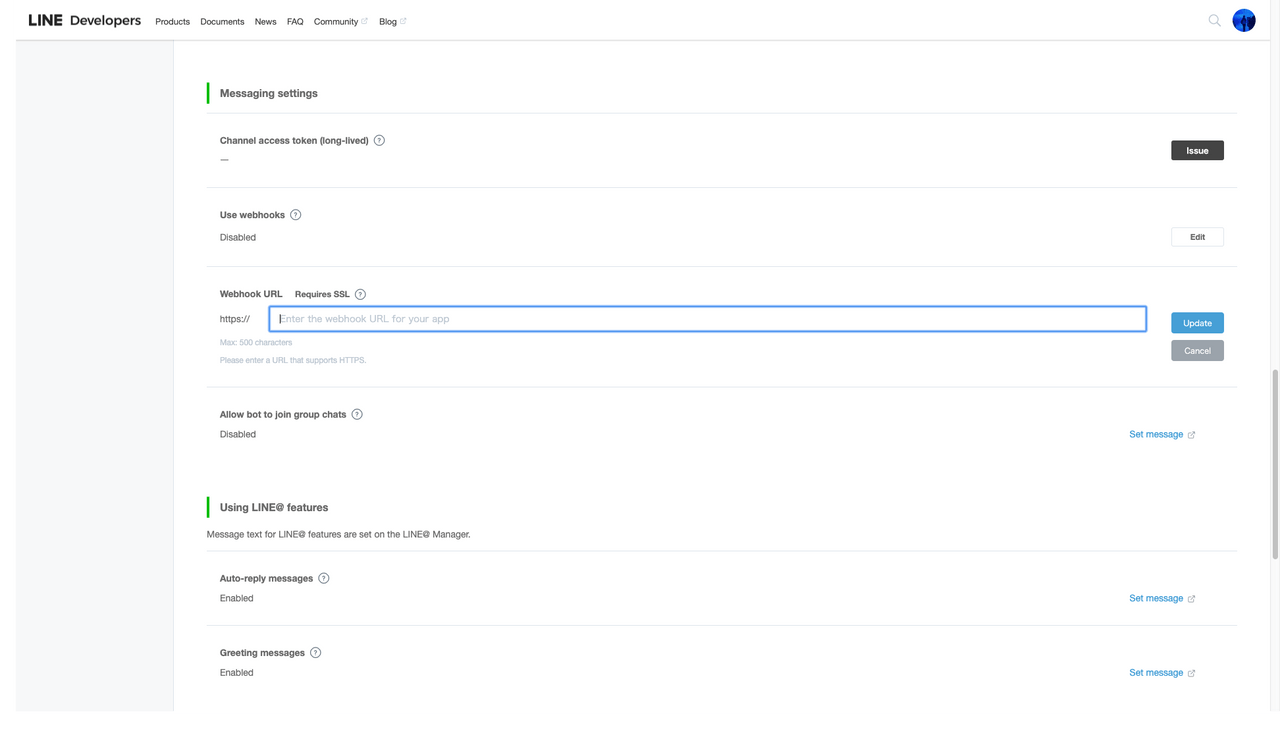 LINE Developers Products Documents News FAQ Community Blog
Messaging settings
Channel access token (long-lived) ?
—
Issue
Use webhooks ?
Disabled
Edit
Webhook URL Requires SSL ?
https:// Enter the webhook URL for your app
Update
Max: 500 characters
Cancel
Please enter a URL that supports HTTPS.
Allow bot to join group chats ?
Disabled
Set message
Using LINE@ features
Message text for LINE@ features are set on the LINE@ Manager.
Auto-reply messages ?
Enabled
Set message
Greeting messages ?
Enabled
Set message